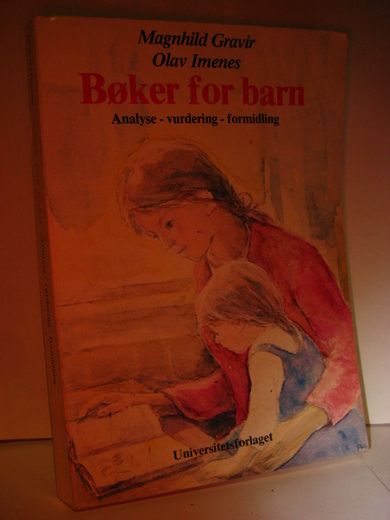 Magnhild Gravir
Olav Imenes
Bøker for barn
Analyse - vurdering - formidling
Universitetsforlaget